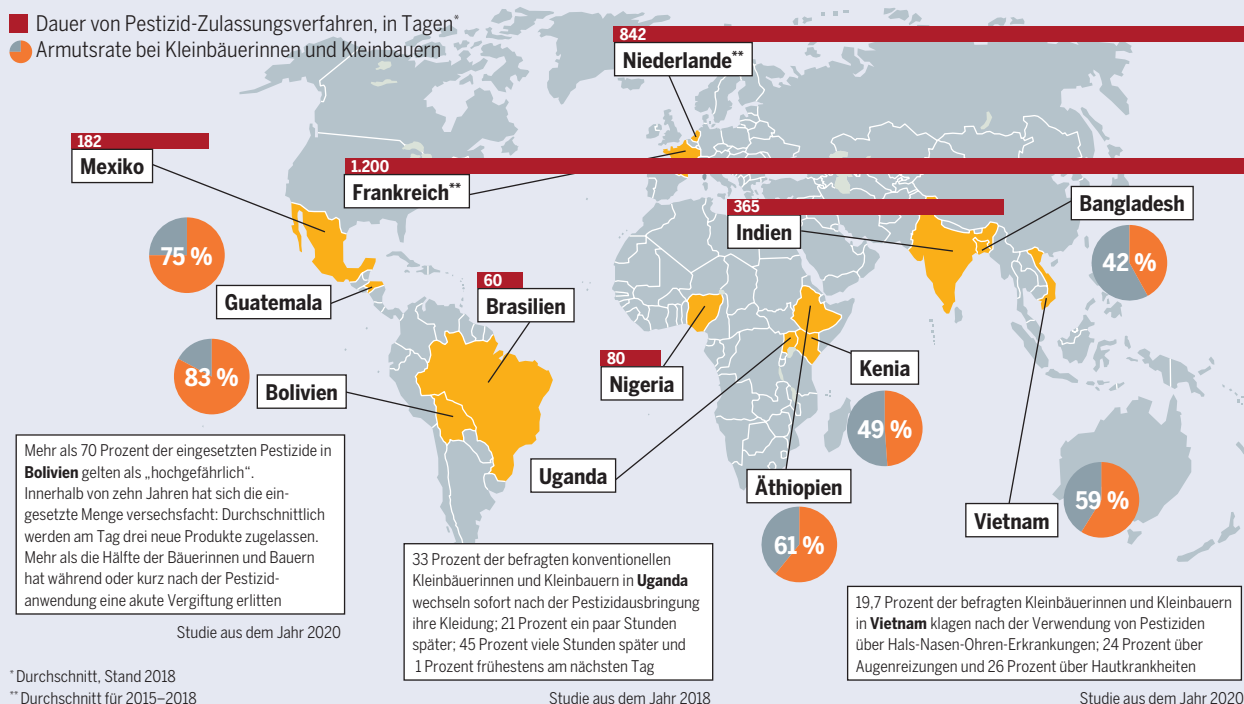 Dauer von Pestizid-Zulassungsverfahren, in Tagen*
Armutsrate bei Kleinbäuerinnen und Kleinbauern
842
Niederlande**
182
Mexiko
1.200
Frankreich**
365
Indien
Bangladesh
42 %
75 %
Guatemala
60
Brasilien
80
Nigeria
Kenia
49 %
83 %
Bolivien
Uganda
Äthiopien
61 %
Vietnam
59 %
Mehr als 70 Prozent der eingesetzten Pestizide in
Bolivien gelten als „hochgefährlich“.
Innerhalb von zehn Jahren hat sich die ein-
gesetzte Menge versechsfacht: Durchschnittlich
werden am Tag drei neue Produkte zugelassen.
Mehr als die Hälfte der Bäuerinnen und Bauern
hat während oder kurz nach der Pestizid-
anwendung eine akute Vergiftung erlitten
Studie aus dem Jahr 2020
33 Prozent der befragten konventionellen
Kleinbäuerinnen und Kleinbauern in Uganda
wechseln sofort nach der Pestizidausbringung
ihre Kleidung; 21 Prozent ein paar Stunden
später; 45 Prozent viele Stunden später und
1 Prozent frühestens am nächsten Tag
Studie aus dem Jahr 2018
19,7 Prozent der befragten Kleinbäuerinnen und Kleinbauern
in Vietnam klagen nach der Verwendung von Pestiziden
über Hals-Nasen-Ohren-Erkrankungen; 24 Prozent über
Augenreizungen und 26 Prozent über Hautkrankheiten
Studie aus dem Jahr 2020
* Durchschnitt, Stand 2018
** Durchschnitt für 2015–2018